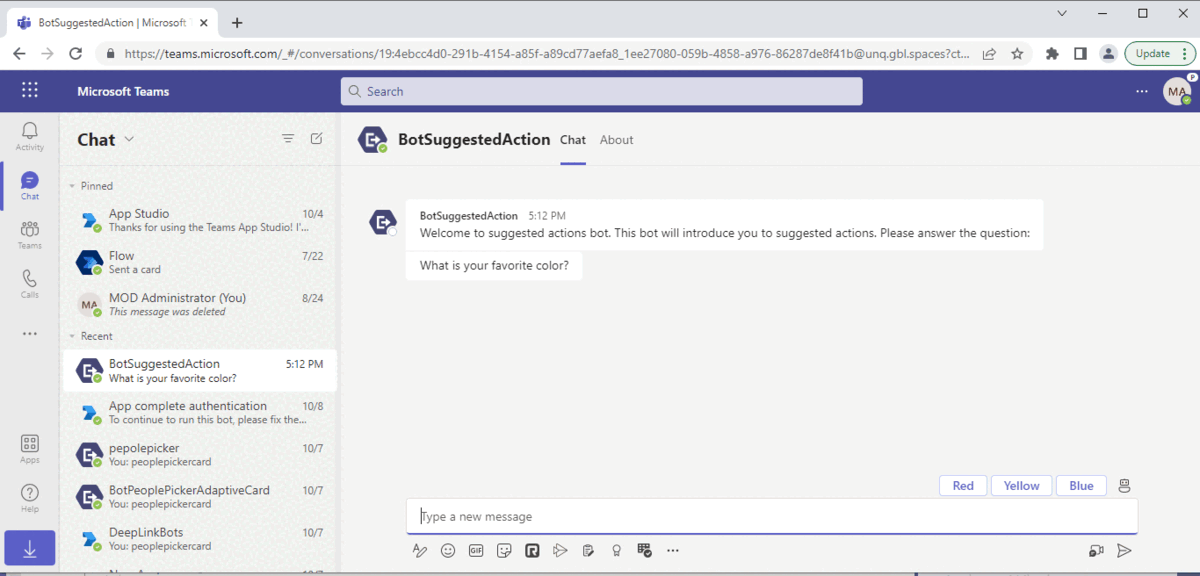 BotSuggestedAction | Microsoft
https://teams.microsoft.com/_#/conversations/19:4ebcc4d0-291b-4154-a85f-a89cd77aefa8_1ee27080-059b-4858-a976-86287de8f41b@unq.gbl.spaces?ct...
Update
Microsoft Teams
Search
MA
P
Activity
Chat
Teams
Calls
Apps
Help
Chat
Pinned
App Studio 10/4
Thanks for using the Teams App Studio! I'...
Flow 7/22
Sent a card
MA
MOD Administrator (You) 8/24
This message was deleted
Recent
BotSuggestedAction 5:12 PM
What is your favorite color?
App complete authentication 10/8
To continue to run this bot, please fix the...
pepolepicker 10/7
You: peoplepickercard
BotPeoplePickerAdaptiveCard 10/7
You: peoplepickercard
DeepLinkBots 10/7
You: peoplepickercard
BotSuggestedAction Chat About
BotSuggestedAction 5:12 PM
Welcome to suggested actions bot. This bot will introduce you to suggested actions. Please answer the question:
What is your favorite color?
Red Yellow Blue
Type a new message
GIF